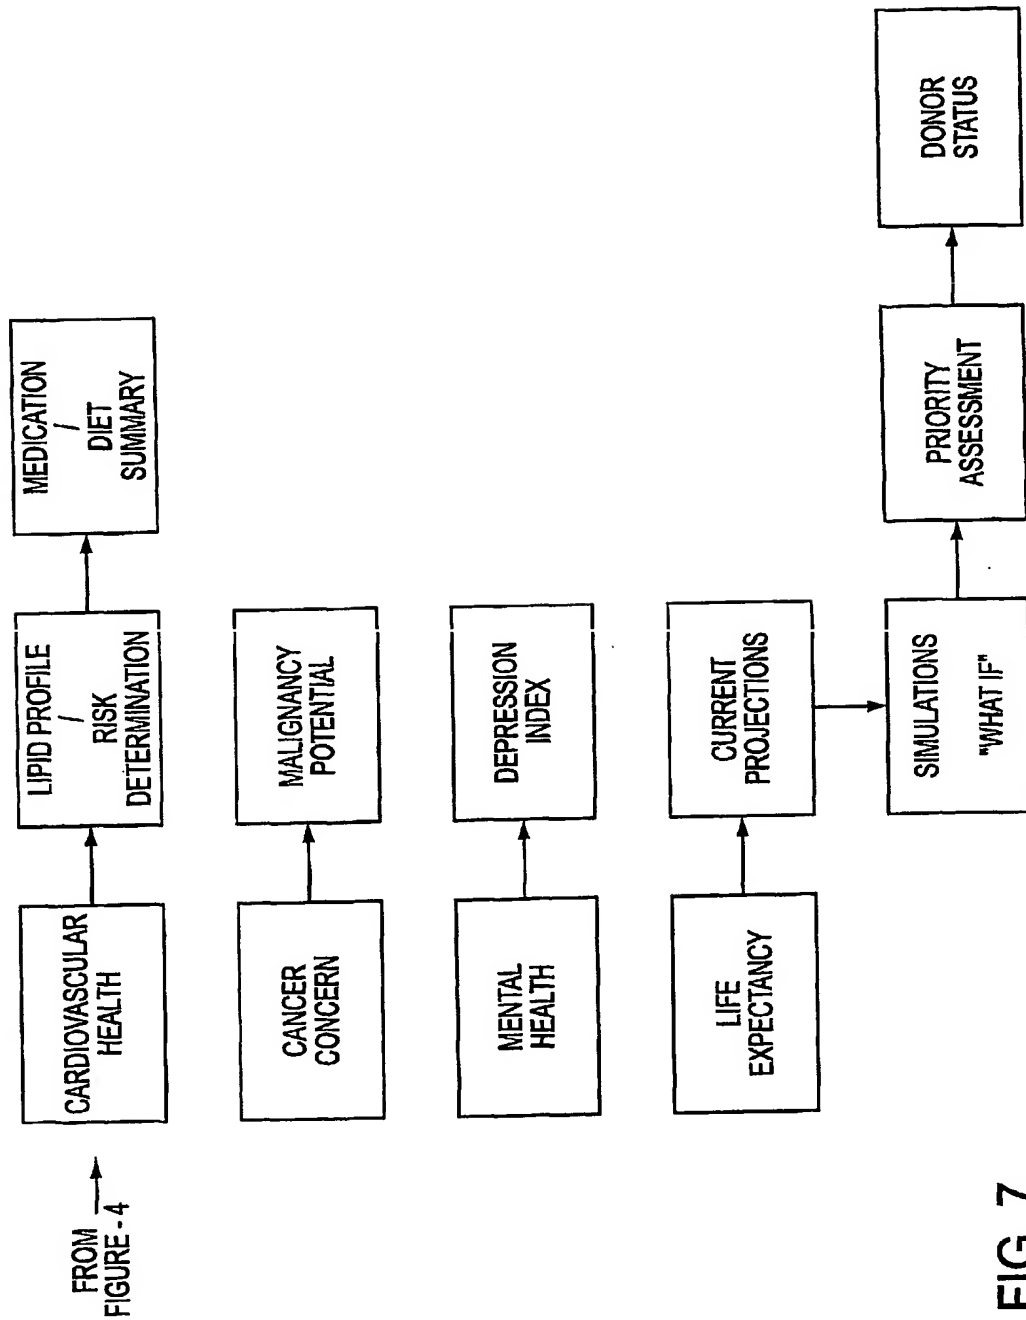 FROM
FIGURE-4
CARDIOVASCULAR
HEALTH
LIPID PROFILE
/
RISK
DETERMINATION
MEDICATION
/
DIET
SUMMARY
CANCER
CONCERN
MALIGNANCY
POTENTIAL
MENTAL
HEALTH
DEPRESSION
INDEX
LIFE
EXPECTANCY
CURRENT
PROJECTIONS
SIMULATIONS
"WHAT IF"
PRIORITY
ASSESSMENT
DONOR
STATUS
FIG. 7